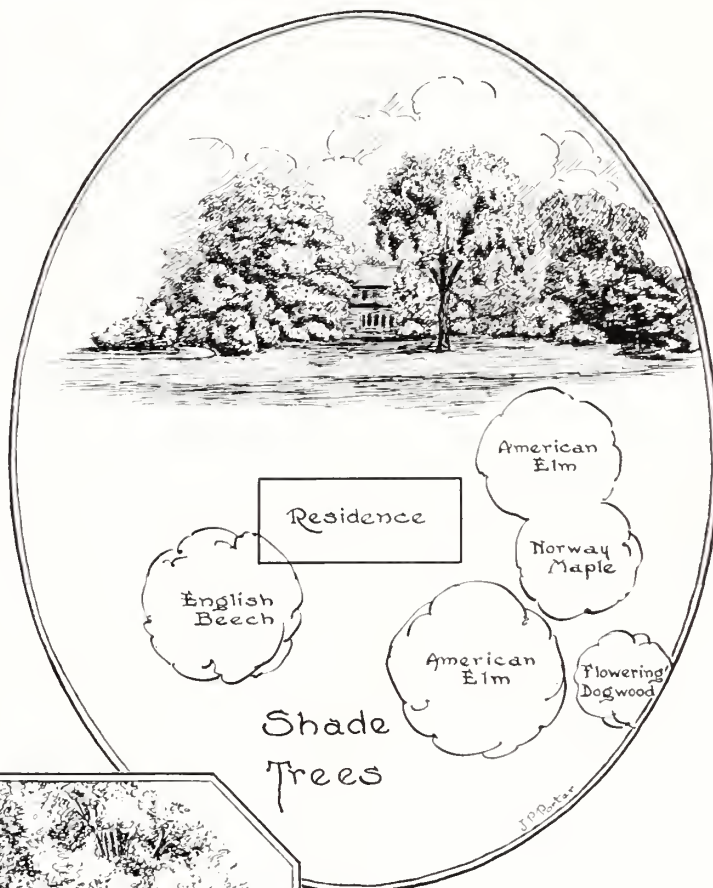 American
Elm
Residence
Norway
Maple
English
Beech
American
Elm
Flowering
Dogwood
Shade
Trees
J.P. Porter